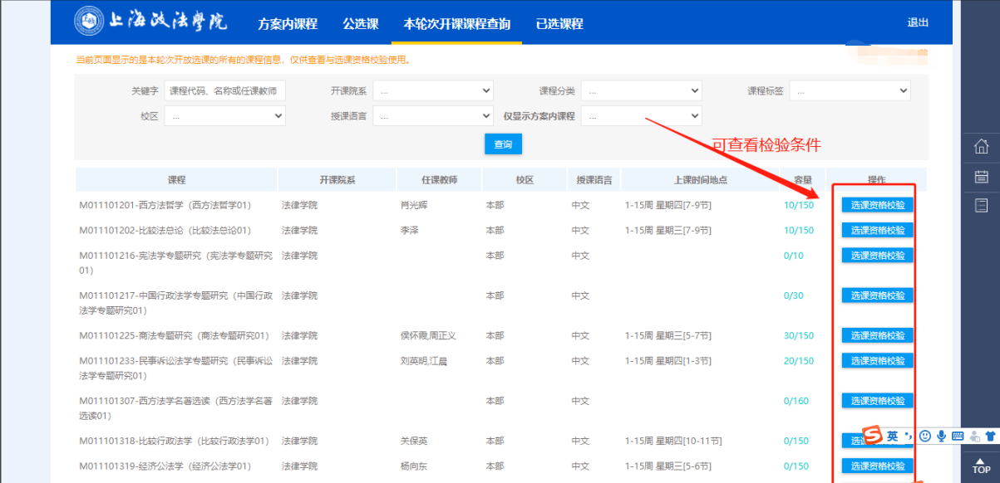 上海政法學院 方案内课程 公选课 本轮次开课课程查询 已选课程 退出
当前页面显示的是本轮次开放选课的所有的课程信息，仅供查看与选课资格校验使用。
关键字 课程代码、名称或任课教师 开课院系 ... 课程分类 ... 课程标签 ...
校区 ... 授课语言 ... 仅显示方案内课程 ...
查询
可查看检验条件
课程 开课院系 任课教师 校区 授课语言 上课时间地点 容量 操作
M011101201-西方法哲学（西方法哲学01） 法律学院 肖光辉 本部 中文 1-15周 星期四[7-9节] 10/150 选课资格校验
M011101202-比较法总论（比较法总论01） 法律学院 李泽 本部 中文 1-15周 星期三[7-9节] 10/150 选课资格校验
M011101216-宪法学专题研究（宪法学专题研究 法律学院 本部 中文 0/10 选课资格校验
01）
M011101217-中国行政法学专题研究（中国行政 法律学院 本部 中文 0/30 选课资格校验
法学专题研究01）
M011101225-商法专题研究（商法专题研究01） 法律学院 侯怀霞,周正义 本部 中文 1-15周 星期三[5-7节] 30/150 选课资格校验
M011101233-民事诉讼法学专题研究（民事诉讼 法律学院 刘英明,江晨 本部 中文 1-15周 星期四[1-3节] 20/150 选课资格校验
法学专题研究01）
M011101307-西方法学名著选读（西方法学名著 法律学院 本部 中文 0/160 选课资格校验
选读01）
M011101318-比较行政法学（比较行政法学01） 法律学院 关保英 本部 中文 1-15周 星期四[10-11节] 0/150 选
英
M011101319-经济公法学（经济公法学01） 法律学院 杨向东 本部 中文 1-15周 星期三[5-6节] 0/150 选课资格校验
TOP